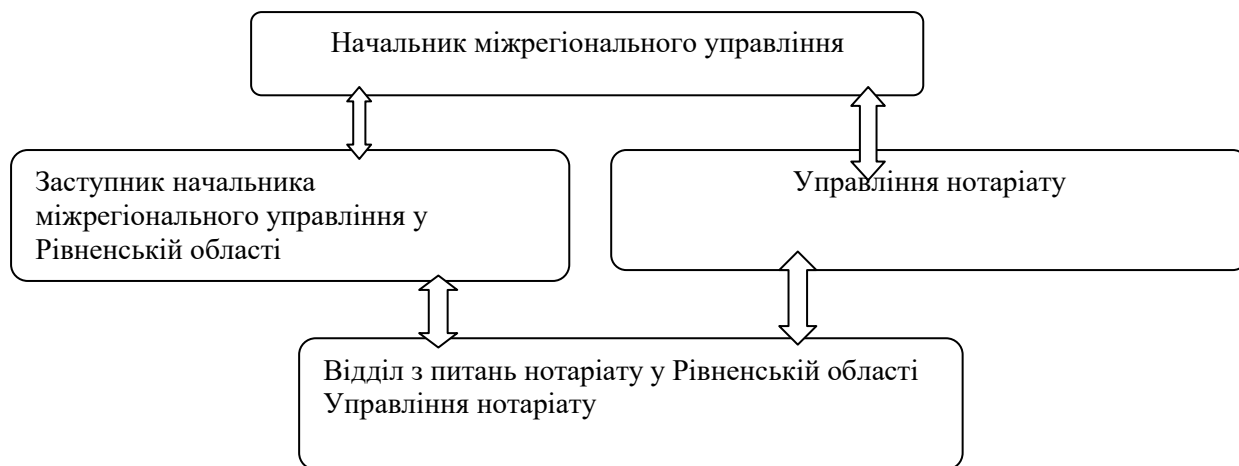 Начальник міжрегіонального управління
Заступник начальника
міжрегіонального управління у
Рівненській області
Управління нотаріату
Відділ з питань нотаріату у Рівненській області
Управління нотаріату